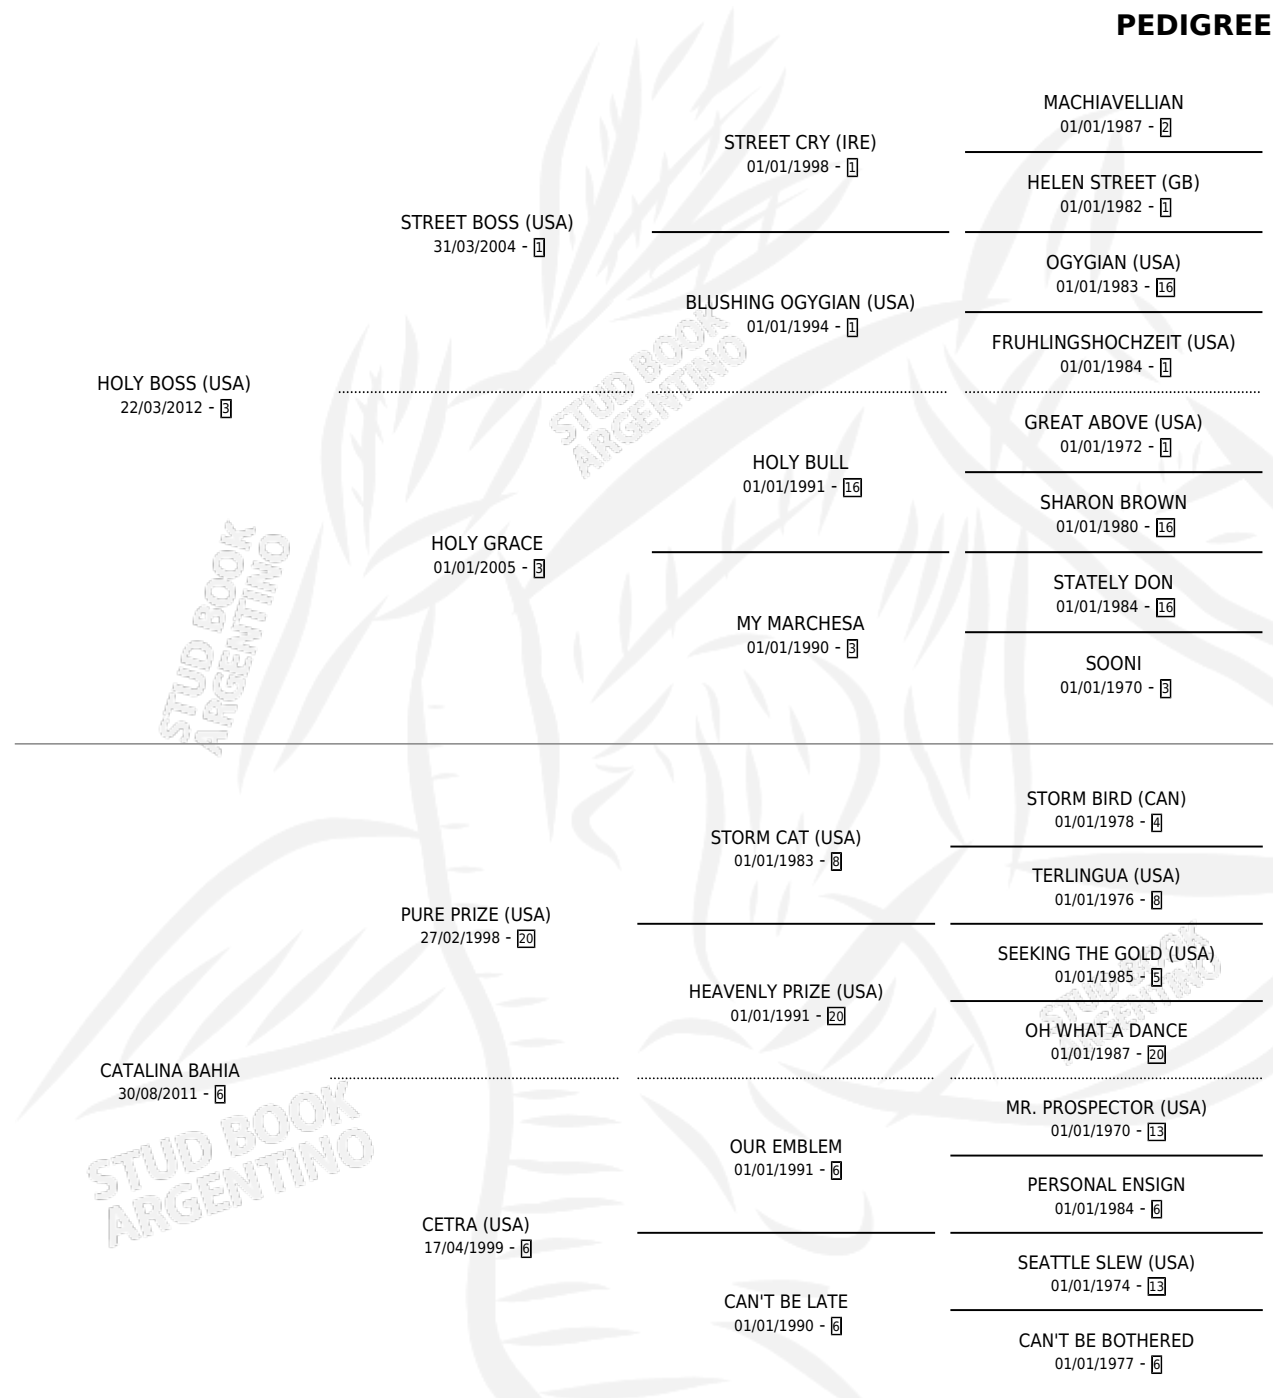 PEDIGREE
MACHIAVELLIAN
01/01/1987 - 2
STREET CRY (IRE)
01/01/1998 - 1
HELEN STREET (GB)
01/01/1982 - 1
STREET BOSS (USA)
31/03/2004 - 1
OGYGIAN (USA)
01/01/1983 - 16
BLUSHING OGYGIAN (USA)
01/01/1994 - 1
FRUHLINGSHOCHZEIT (USA)
01/01/1984 - 1
HOLY BOSS (USA)
22/03/2012 - 3
GREAT ABOVE (USA)
01/01/1972 - 1
HOLY BULL
01/01/1991 - 16
SHARON BROWN
01/01/1980 - 16
HOLY GRACE
01/01/2005 - 3
STATELY DON
01/01/1984 - 16
MY MARCHESA
01/01/1990 - 3
SOONI
01/01/1970 - 3
STORM BIRD (CAN)
01/01/1978 - 4
STORM CAT (USA)
01/01/1983 - 8
TERLINGUA (USA)
01/01/1976 - 8
PURE PRIZE (USA)
27/02/1998 - 20
SEEKING THE GOLD (USA)
01/01/1985 - 5
HEAVENLY PRIZE (USA)
01/01/1991 - 20
OH WHAT A DANCE
01/01/1987 - 20
CATALINA BAHIA
30/08/2011 - 6
MR. PROSPECTOR (USA)
01/01/1970 - 13
OUR EMBLEM
01/01/1991 - 6
PERSONAL ENSIGN
01/01/1984 - 6
CETRA (USA)
17/04/1999 - 6
SEATTLE SLEW (USA)
01/01/1974 - 13
CAN'T BE LATE
01/01/1990 - 6
CAN'T BE BOTHERED
01/01/1977 - 6
STUD BOOK
ARGENTINO
STUD BOOK
ARGENTINO
STUD BOOK
ARGENTINO
STUD BOOK
ARGENTINO